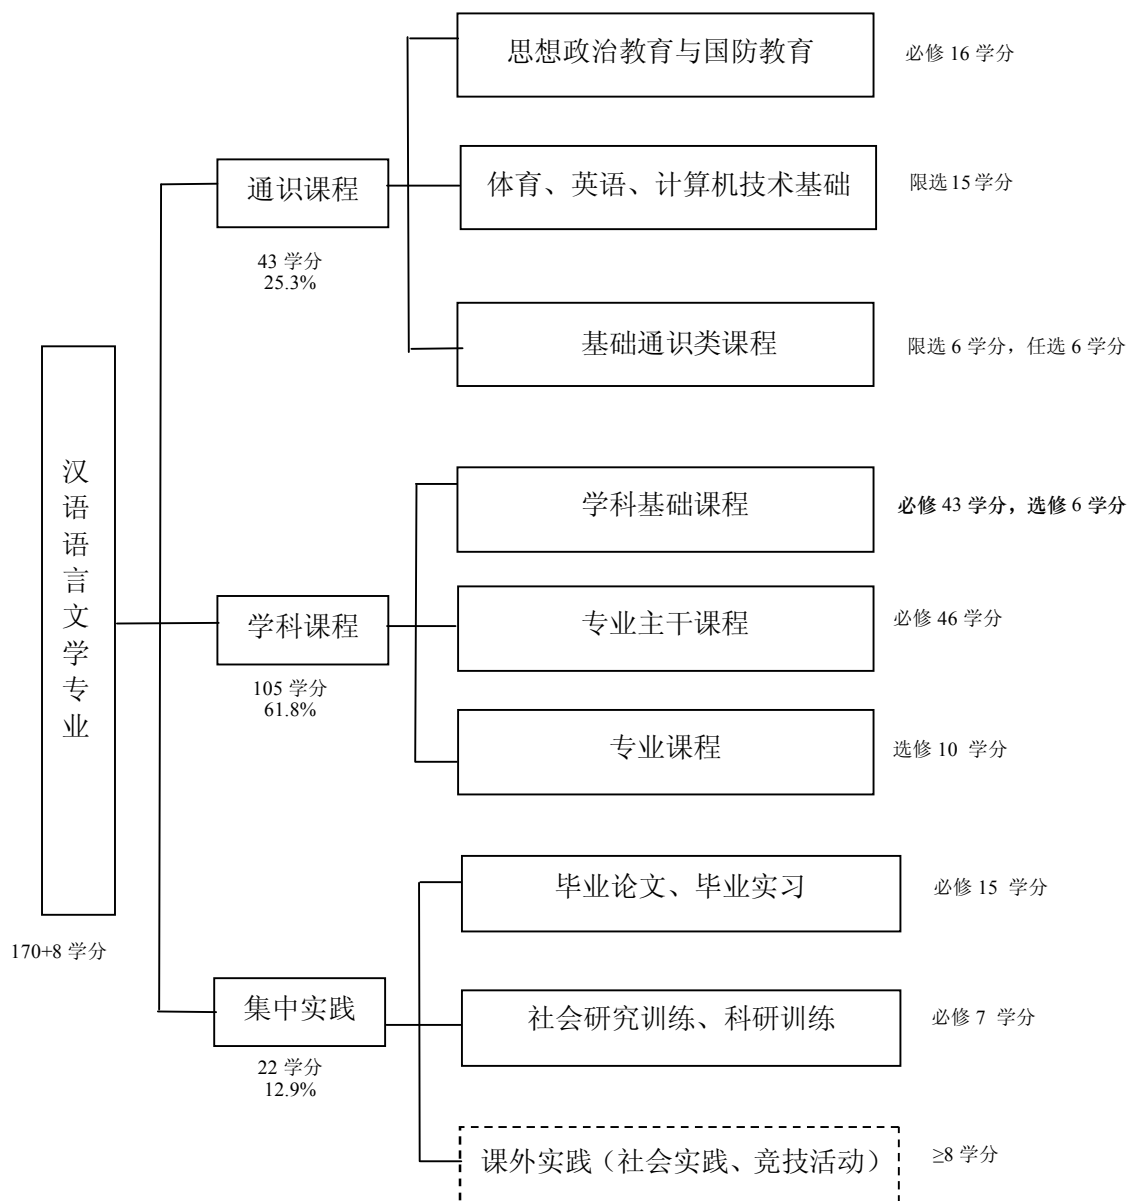 汉语语言文学专业
170+8 学分
通识课程
43 学分
25.3%
思想政治教育与国防教育
必修 16 学分
体育、英语、计算机技术基础
限选 15 学分
基础通识类课程
限选 6 学分，任选 6 学分
学科课程
105 学分
61.8%
学科基础课程
必修 43 学分，选修 6 学分
专业主干课程
必修 46 学分
专业课程
选修 10 学分
集中实践
22 学分
12.9%
毕业论文、毕业实习
必修 15 学分
社会研究训练、科研训练
必修 7 学分
课外实践（社会实践、竞技活动）
≥8 学分